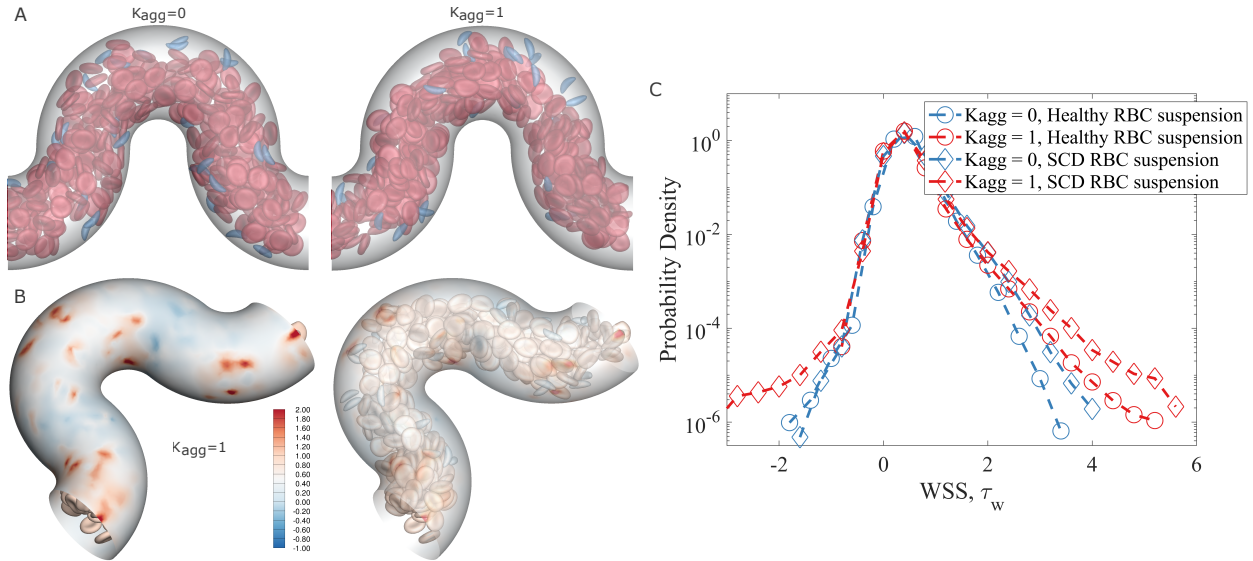 A
Kagg=0
Kagg=1
B
Kagg=1
2.00
1.80
1.60
1.40
1.20
1.00
0.80
0.60
0.40
0.20
0.00
-0.20
-0.40
-0.60
-0.80
-1.00
C
Kagg = 0, Healthy RBC suspension
Kagg = 1, Healthy RBC suspension
Kagg = 0, SCD RBC suspension
Kagg = 1, SCD RBC suspension
Probability Density
10^0
10^-2
10^-4
10^-6
-2
0
2
4
6
WSS, τ_w